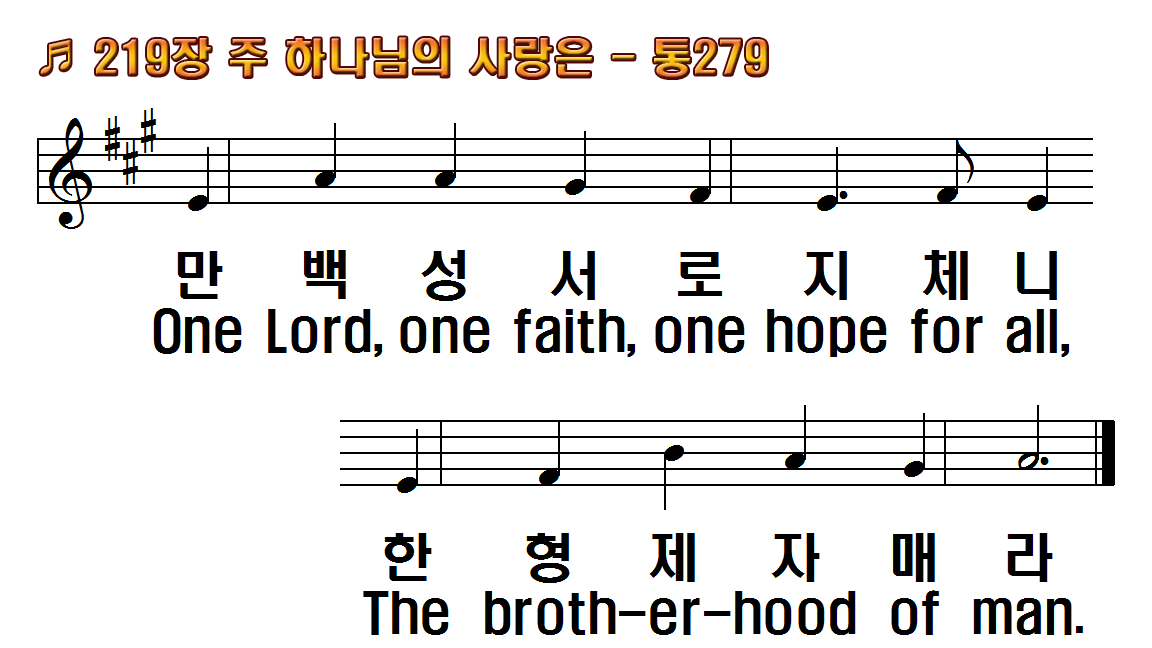 ♬ 219장 주 하나님의 사랑은 - 통279
만 백 성 서 로 지 체 니
One Lord, one faith, one hope for all,
한 형 제 자 매 라
The broth-er-hood of man.